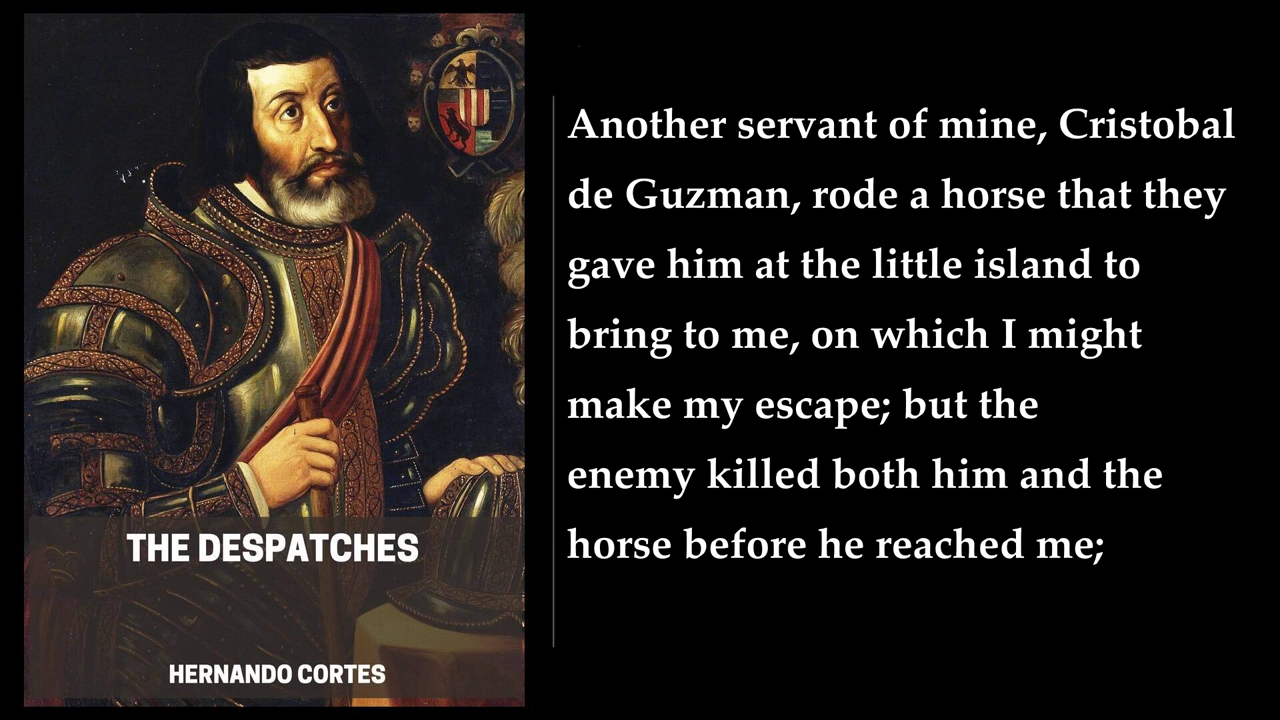 THE DESPATCHES
HERNANDO CORTES
Another servant of mine, Cristobal
de Guzman, rode a horse that they
gave him at the little island to
bring to me, on which I might
make my escape; but the
enemy killed both him and the
horse before he reached me;